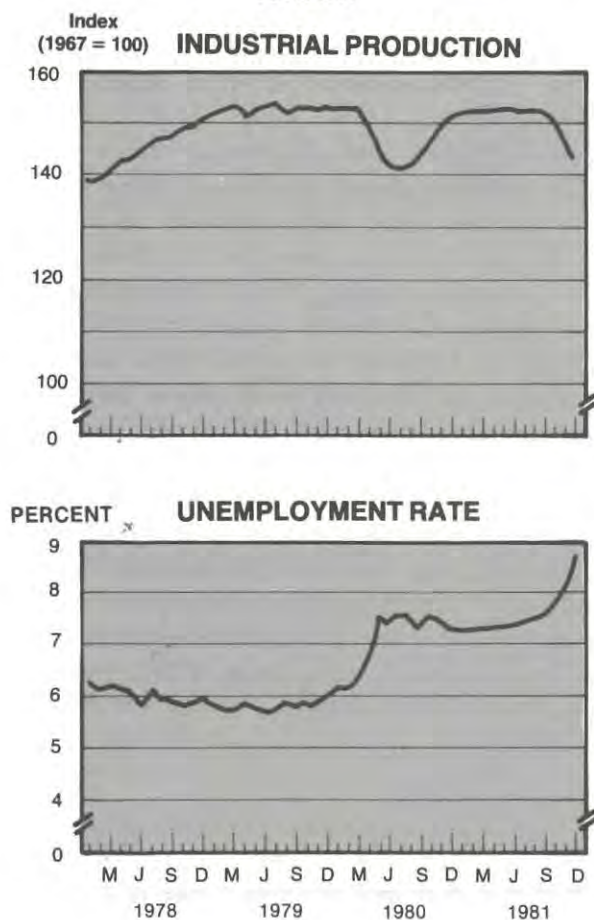 Index
(1967 = 100) INDUSTRIAL PRODUCTION
160
140
120
100
0
PERCENT UNEMPLOYMENT RATE
9
8
7
6
5
4
0
M J S D M J S D M J S D M J S D
1978 1979 1980 1981